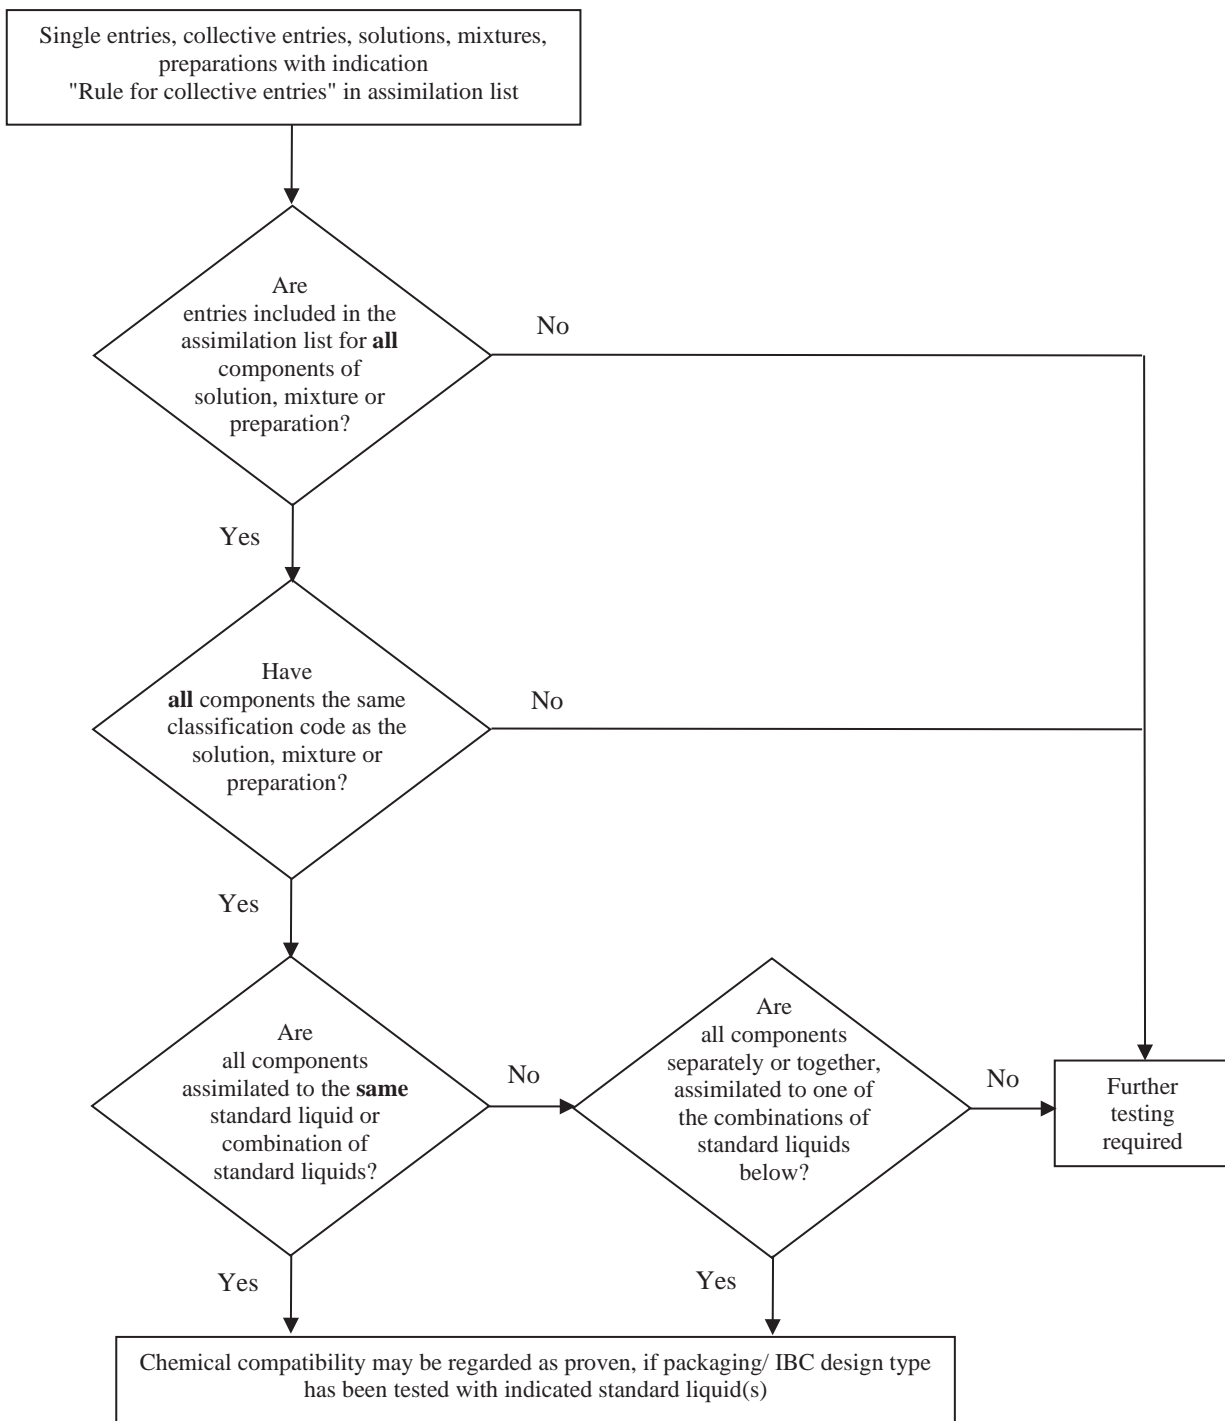 Single entries, collective entries, solutions, mixtures,
preparations with indication
"Rule for collective entries" in assimilation list
Are
entries included in the
assimilation list for all
components of
solution, mixture or
preparation?
No
Yes
Have
all components the same
classification code as the
solution, mixture or
preparation?
No
Yes
Are
all components
assimilated to the same
standard liquid or
combination of
standard liquids?
No
Are
all components
separately or together,
assimilated to one of
the combinations of
standard liquids
below?
No
Further
testing
required
Yes
Yes
Chemical compatibility may be regarded as proven, if packaging/ IBC design type
has been tested with indicated standard liquid(s)